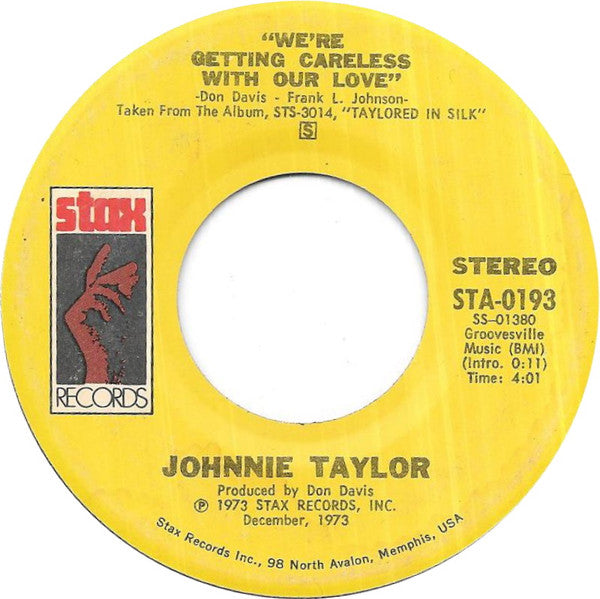 "WE'RE
GETTING CARELESS
WITH OUR LOVE"
-Don Davis - Frank L. Johnson-
Taken From The Album, STS-3014, "TAYLORED IN SILK"
S
stax
RECORDS
STEREO
STA-0193
SS-01380
Groovesville
Music (BMI)
(Intro. 0:11)
Time: 4:01
JOHNNIE TAYLOR
Produced by Don Davis
℗ 1973 STAX RECORDS, INC.
December, 1973
Stax Records Inc., 98 North Avalon, Memphis, USA